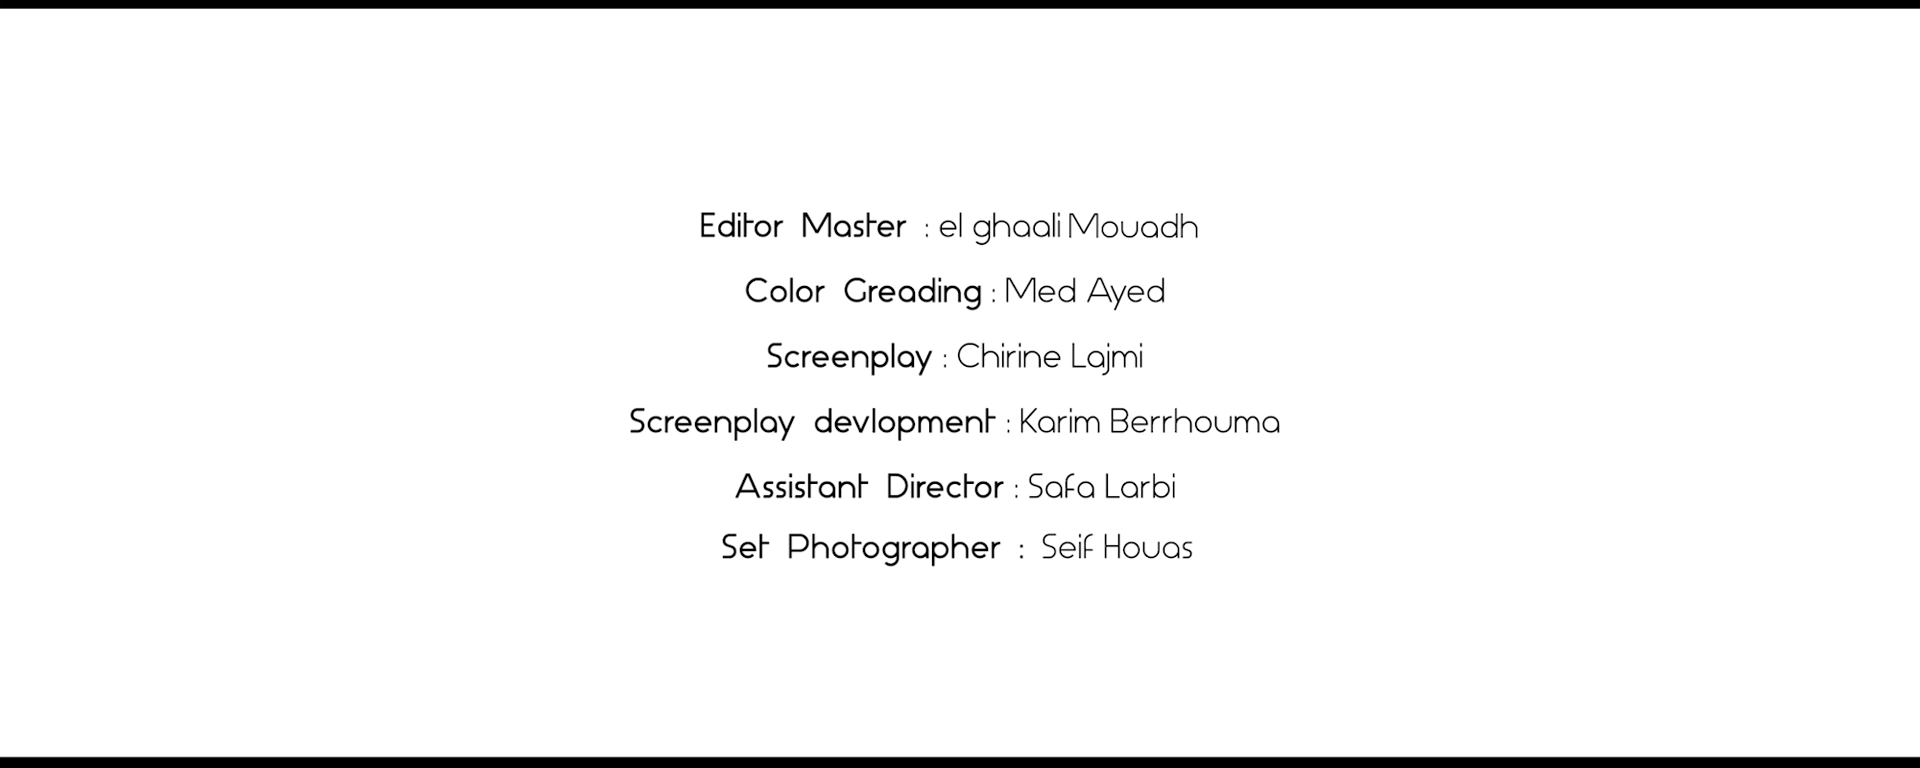 Editor Master : el ghaali Mouadh
Color Greading : Med Ayed
Screenplay : Chirine Lajmi
Screenplay devlopment : Karim Berrhouma
Assistant Director : Safa Larbi
Set Photographer : Seif Houas